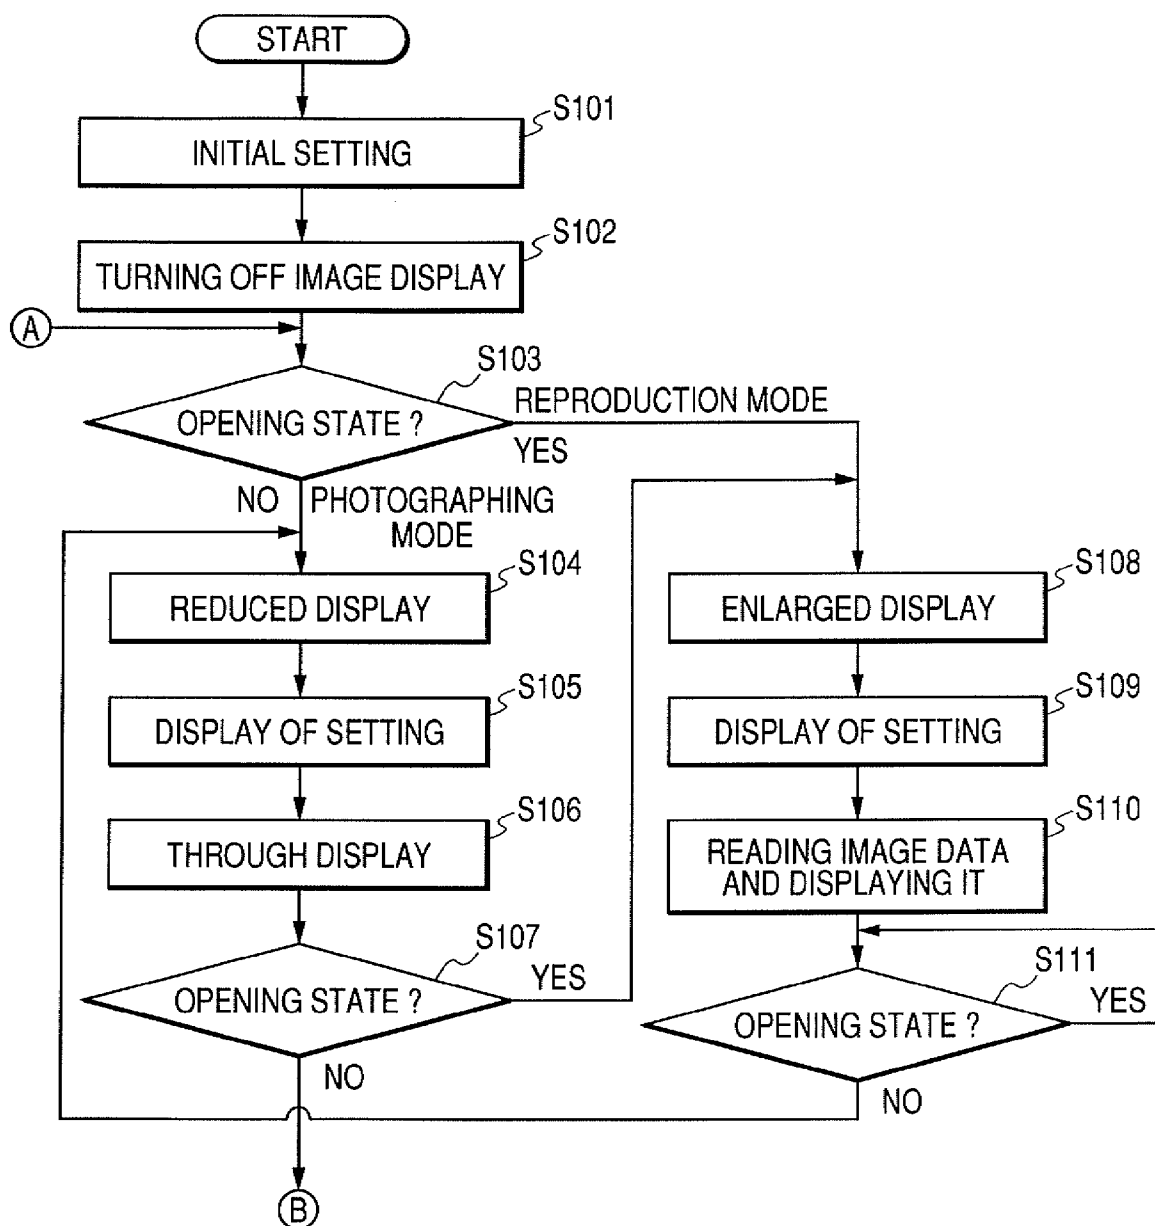 START
S101
INITIAL SETTING
S102
TURNING OFF IMAGE DISPLAY
A
S103
OPENING STATE ?
REPRODUCTION MODE
YES
NO
PHOTOGRAPHING
MODE
S104
REDUCED DISPLAY
S105
DISPLAY OF SETTING
S106
THROUGH DISPLAY
S107
OPENING STATE ?
YES
NO
B
S108
ENLARGED DISPLAY
S109
DISPLAY OF SETTING
S110
READING IMAGE DATA
AND DISPLAYING IT
S111
OPENING STATE ?
YES
NO